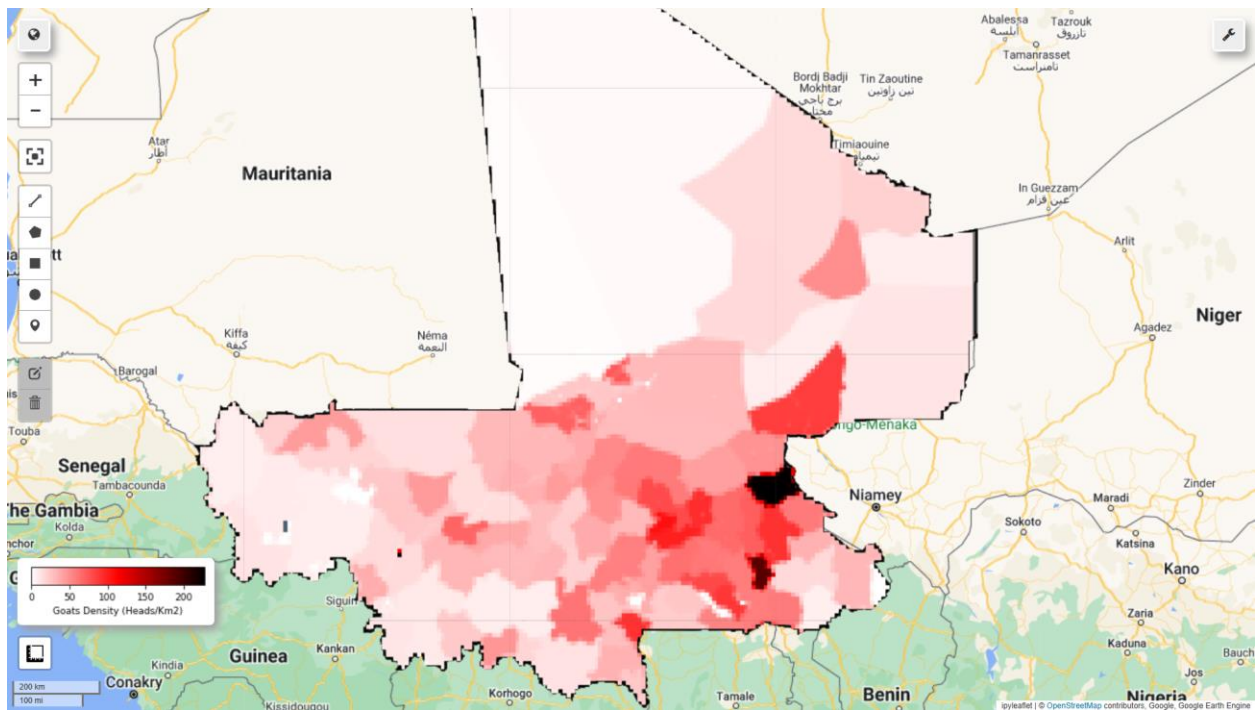 Abalessa
أبلسة
Tazrouk
تازروق
Tamanrasset
تامنراست
Bordj Badji
Mokhtar
برج باجي
مختار
Tin Zaoutine
تين زاوتين
Atar
أطار
Timiaouine
Mauritania
In Guezzam
عين قزام
Arlit
Niger
Kiffa
كيفه
Néma
النعمة
Agadez
Barogal
Touba
ngo-Ménaka
Senegal
Tambacounda
Niamey
Zinder
Maradi
The Gambia
Kolda
Sokoto
Katsina
Kano
0 50 100 150 200
Goats Density (Heads/Km2)
Siguiri
Zaria
Guinea
Kankan
Kaduna
Bauch
Kindia
Jos
200 km
100 mi
Conakry
Kissidougou
Korhogo
Tamale
Benin
Nigeria
ipyleaflet | © OpenStreetMap contributors, Google, Google Earth Engine